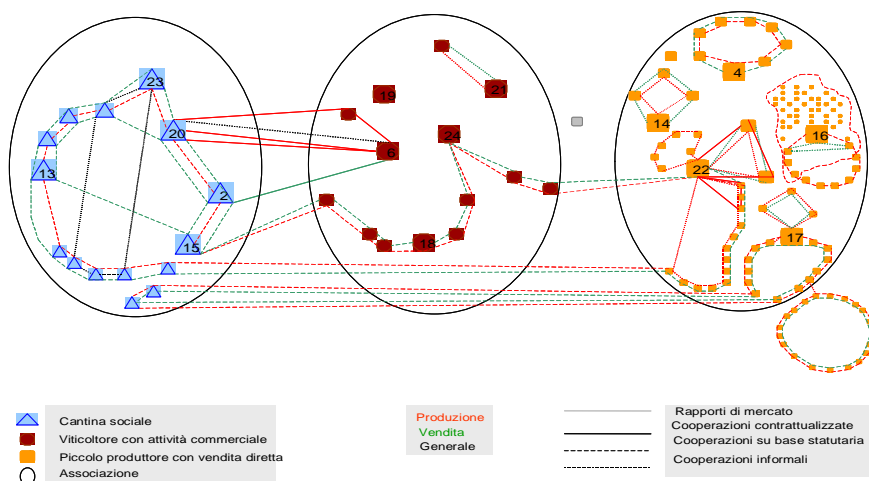 23
20
13
2
15
19
21
24
6
18
4
14
16
22
17
Cantina sociale
Viticoltore con attività commerciale
Piccolo produttore con vendita diretta
Associazione
Produzione
Vendita
Generale
Rapporti di mercato
Cooperazioni contrattualizzate
Cooperazioni su base statutaria
Cooperazioni informali